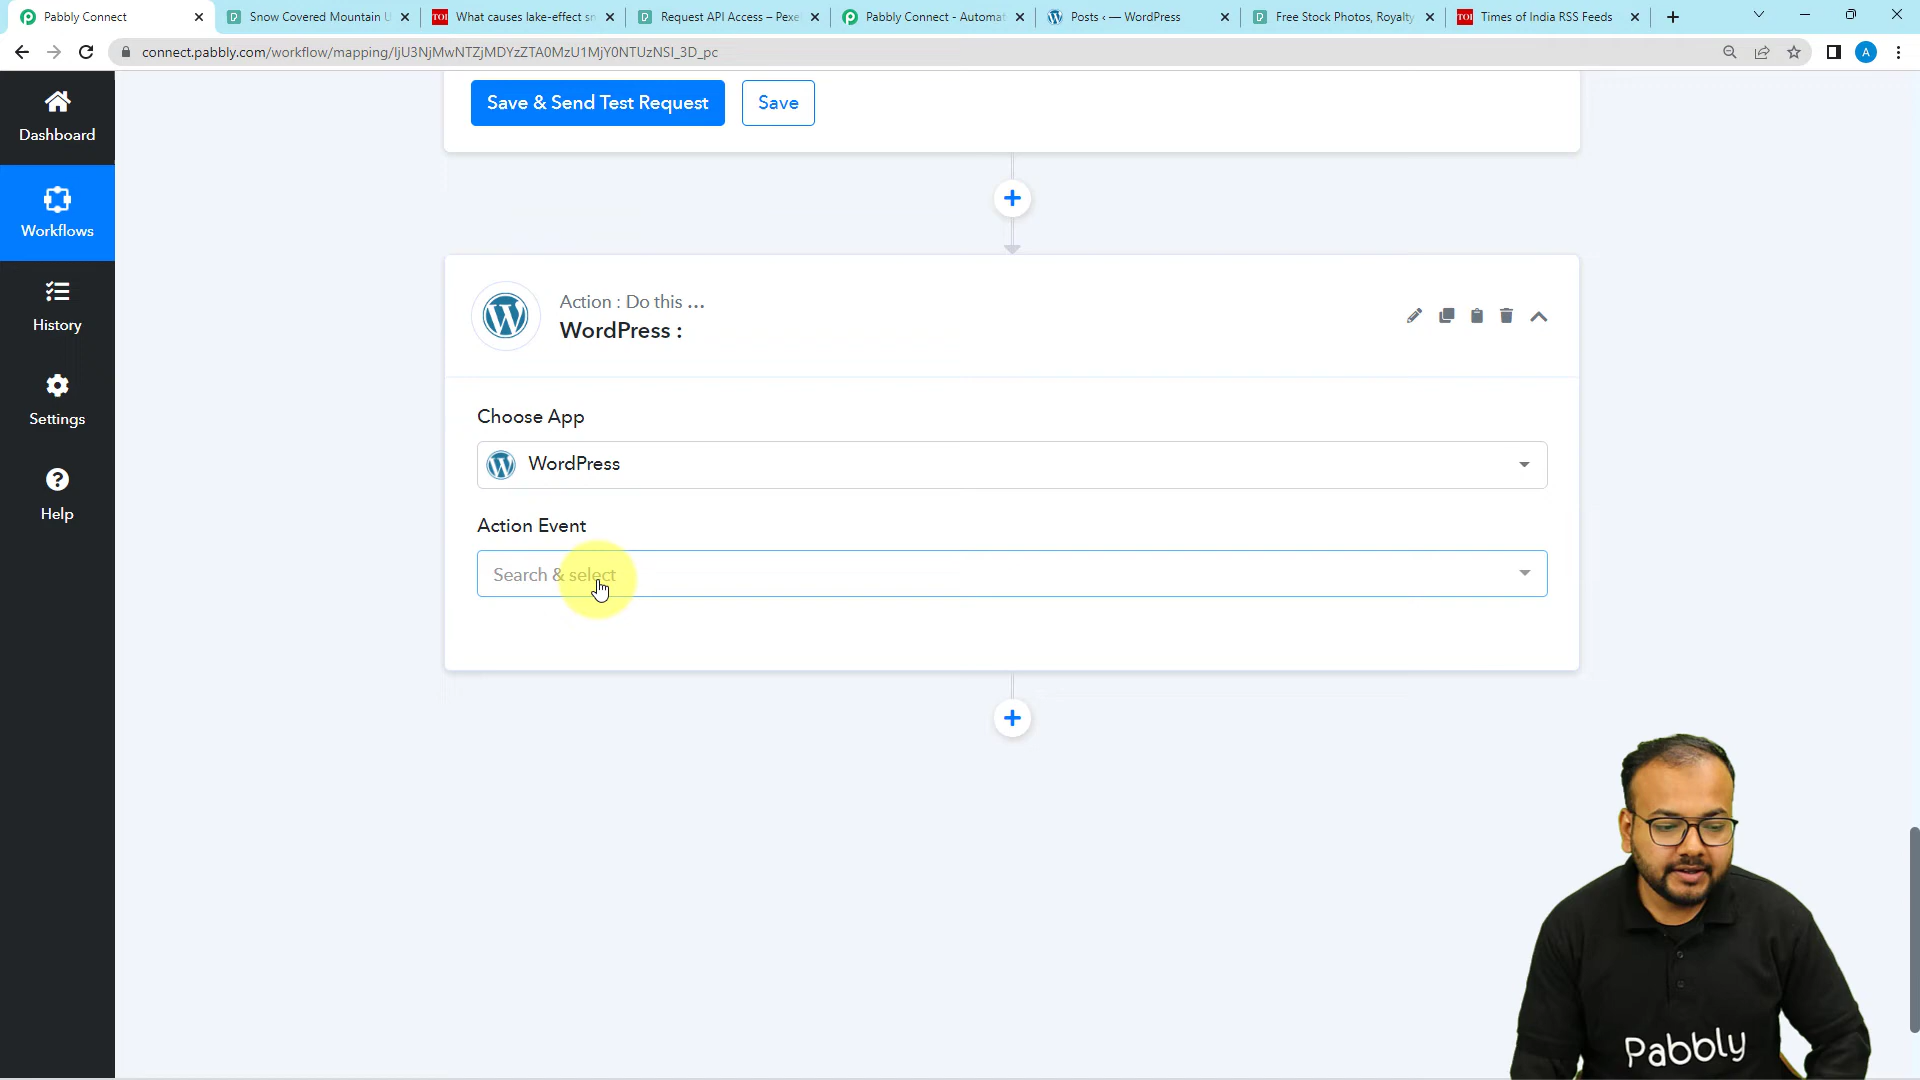 Pabbly Connect
Snow Covered Mountain U
What causes lake-effect sn
Request API Access – Pexe
Pabbly Connect - Automat
Posts ‹ — WordPress
Free Stock Photos, Royalty
Times of India RSS Feeds
connect.pabbly.com/workflow/mapping/IjU3NjMwNTZjMDYzZTA0MzU1MjY0NTUzNSI_3D_pc
A
Dashboard
Workflows
History
Settings
Help
Save & Send Test Request
Save
Action : Do this ...
WordPress :
Choose App
WordPress
Action Event
Search & select
Pabbly